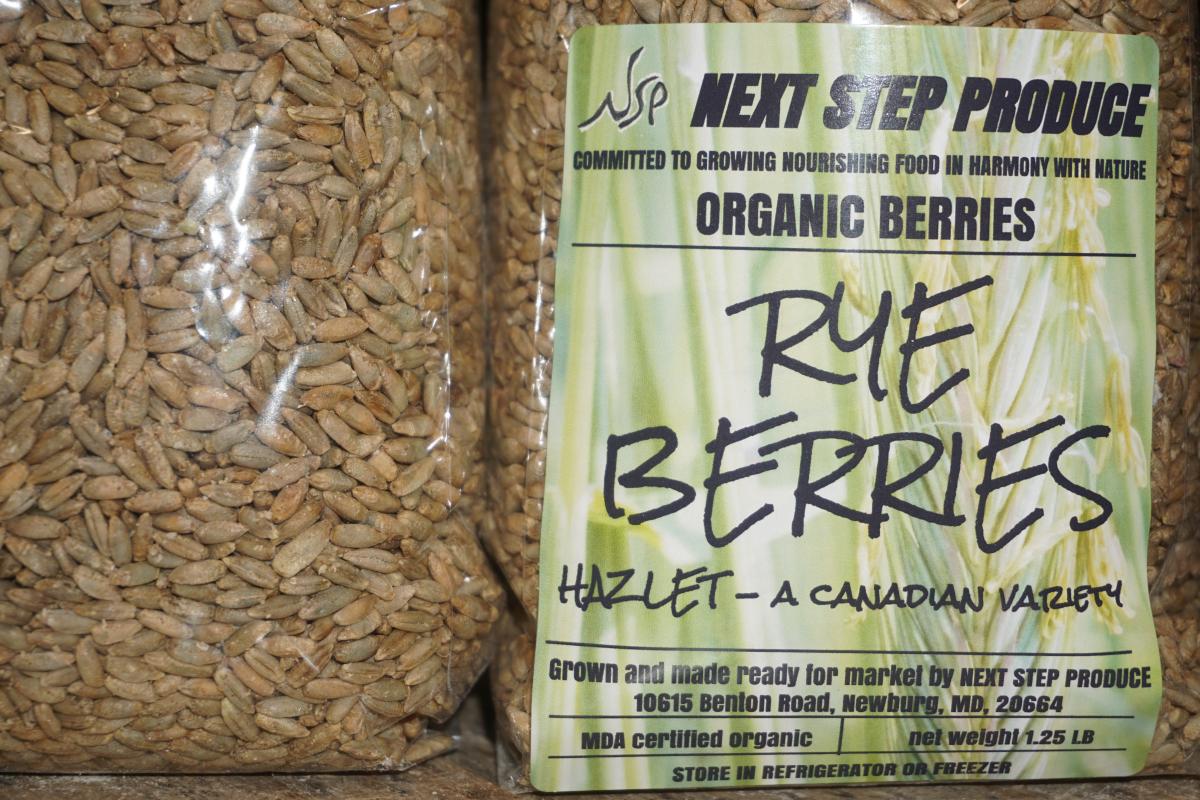 NSP NEXT STEP PRODUCE
COMMITTED TO GROWING NOURISHING FOOD IN HARMONY WITH NATURE
ORGANIC BERRIES
RYE
BERRIES
HAZLET – A CANADIAN VARIETY
Grown and made ready for market by NEXT STEP PRODUCE
10615 Benton Road, Newburg, MD, 20664
MDA certified organic net weight 1.25 LB
STORE IN REFRIGERATOR OR FREEZER